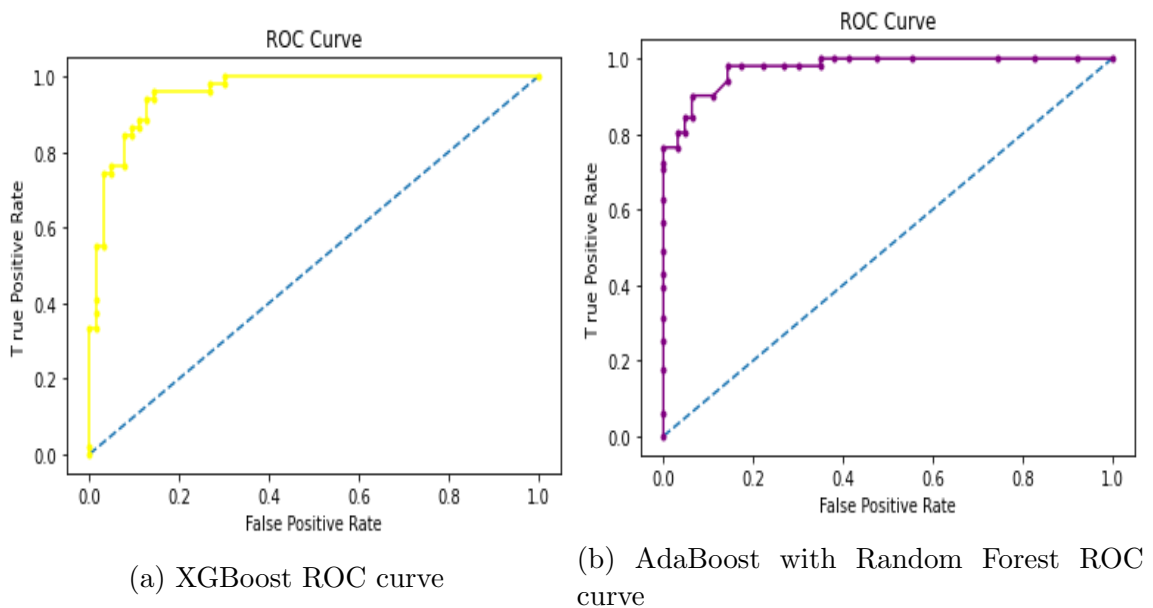 ROC Curve
1.0
0.8
0.6
0.4
0.2
0.0
True Positive Rate
0.0 0.2 0.4 0.6 0.8 1.0
False Positive Rate
(a) XGBoost ROC curve
ROC Curve
1.0
0.8
0.6
0.4
0.2
0.0
True Positive Rate
0.0 0.2 0.4 0.6 0.8 1.0
False Positive Rate
(b) AdaBoost with Random Forest ROC
curve